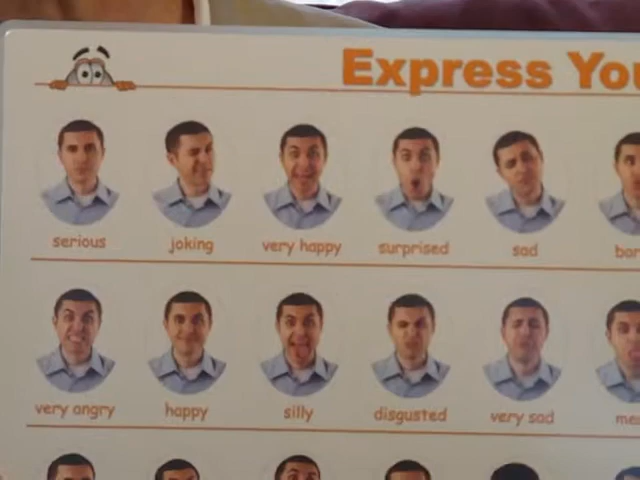 Express You
serious joking very happy surprised sad
very angry happy silly disgusted very sad